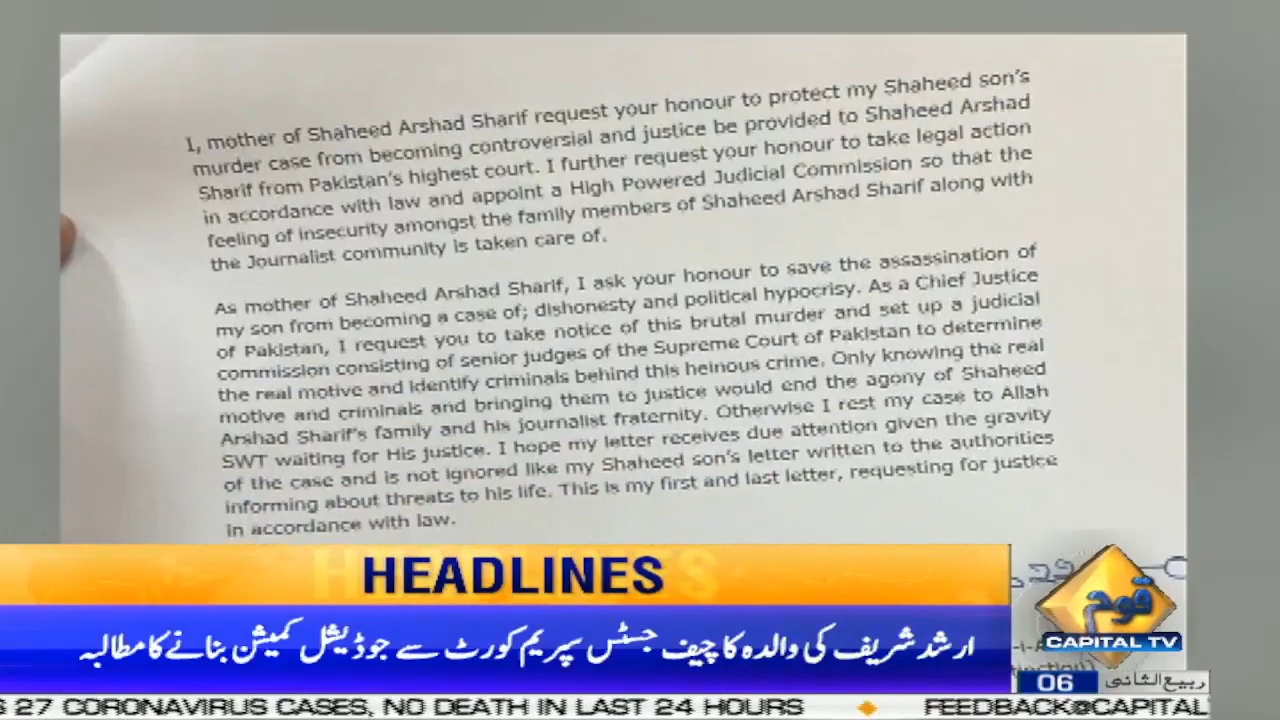 I, mother of Shaheed Arshad Sharif request your honour to protect my Shaheed son's
murder case from becoming controversial and justice be provided to Shaheed Arshad
Sharif from Pakistan's highest court. I further request your honour to take legal action
in accordance with law and appoint a High Powered Judicial Commission so that the
feeling of insecurity amongst the family members of Shaheed Arshad Sharif along with
the Journalist community is taken care of.
As mother of Shaheed Arshad Sharif, I ask your honour to save the assassination of
my son from becoming a case of; dishonesty and political hypocrisy. As a Chief Justice
of Pakistan, I request you to take notice of this brutal murder and set up a judicial
commission consisting of senior judges of the Supreme Court of Pakistan to determine
the real motive and identify criminals behind this heinous crime. Only knowing the real
motive and criminals and bringing them to justice would end the agony of Shaheed
Arshad Sharif's family and his journalist fraternity. Otherwise I rest my case to Allah
SWT waiting for His justice. I hope my letter receives due attention given the gravity
of the case and is not ignored like my Shaheed son's letter written to the authorities
informing about threats to his life. This is my first and last letter, requesting for justice
in accordance with law.
HEADLINES
ارشد شریف کی والدہ کا چیف جسٹس سپریم کورٹ سے جوڈیشل کمیشن بنانے کا مطالبہ
CAPITAL TV
06 ربیع الثانی
27 CORONAVIRUS CASES, NO DEATH IN LAST 24 HOURS FEEDBACK@CAPITAL